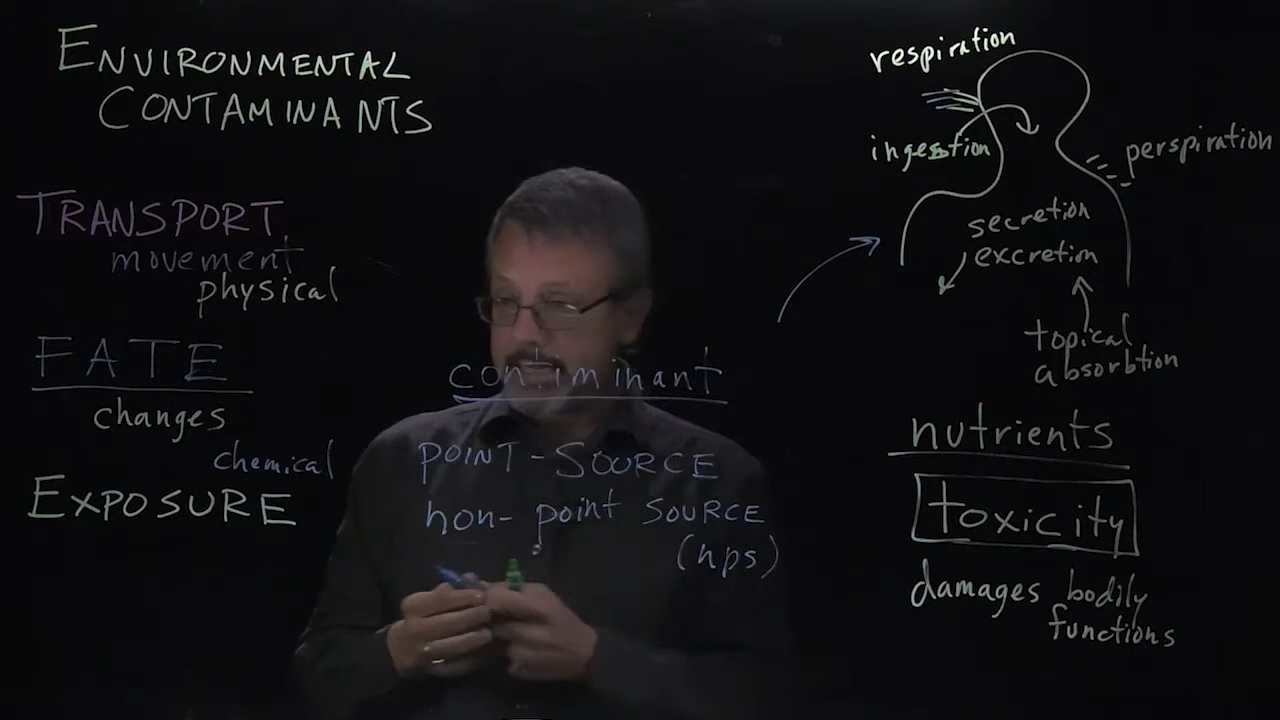 ENVIRONMENTAL
CONTAMINANTS
TRANSPORT
movement
physical
FATE
changes
chemical
EXPOSURE
contiminant
POINT-SOURCE
non-point SOURCE
(nps)
respiration
ingestion
perspiration
secretion
excretion
topical
absorbtion
nutrients
toxicity
damages bodily
functions